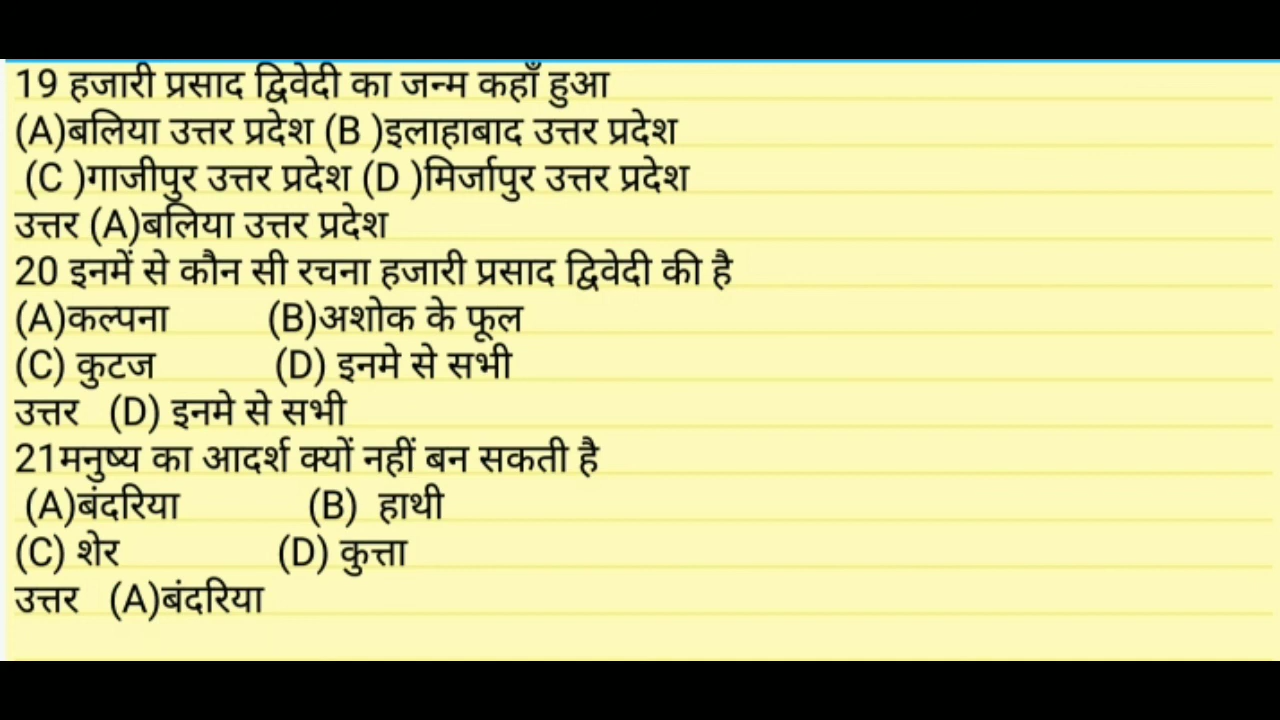 19 हजारी प्रसाद द्विवेदी का जन्म कहाँ हुआ
(A)बलिया उत्तर प्रदेश (B )इलाहाबाद उत्तर प्रदेश
(C )गाजीपुर उत्तर प्रदेश (D )मिर्जापुर उत्तर प्रदेश
उत्तर (A)बलिया उत्तर प्रदेश
20 इनमें से कौन सी रचना हजारी प्रसाद द्विवेदी की है
(A)कल्पना (B)अशोक के फूल
(C) कुटज (D) इनमे से सभी
उत्तर (D) इनमे से सभी
21मनुष्य का आदर्श क्यों नहीं बन सकती है
(A)बंदरिया (B) हाथी
(C) शेर (D) कुत्ता
उत्तर (A)बंदरिया